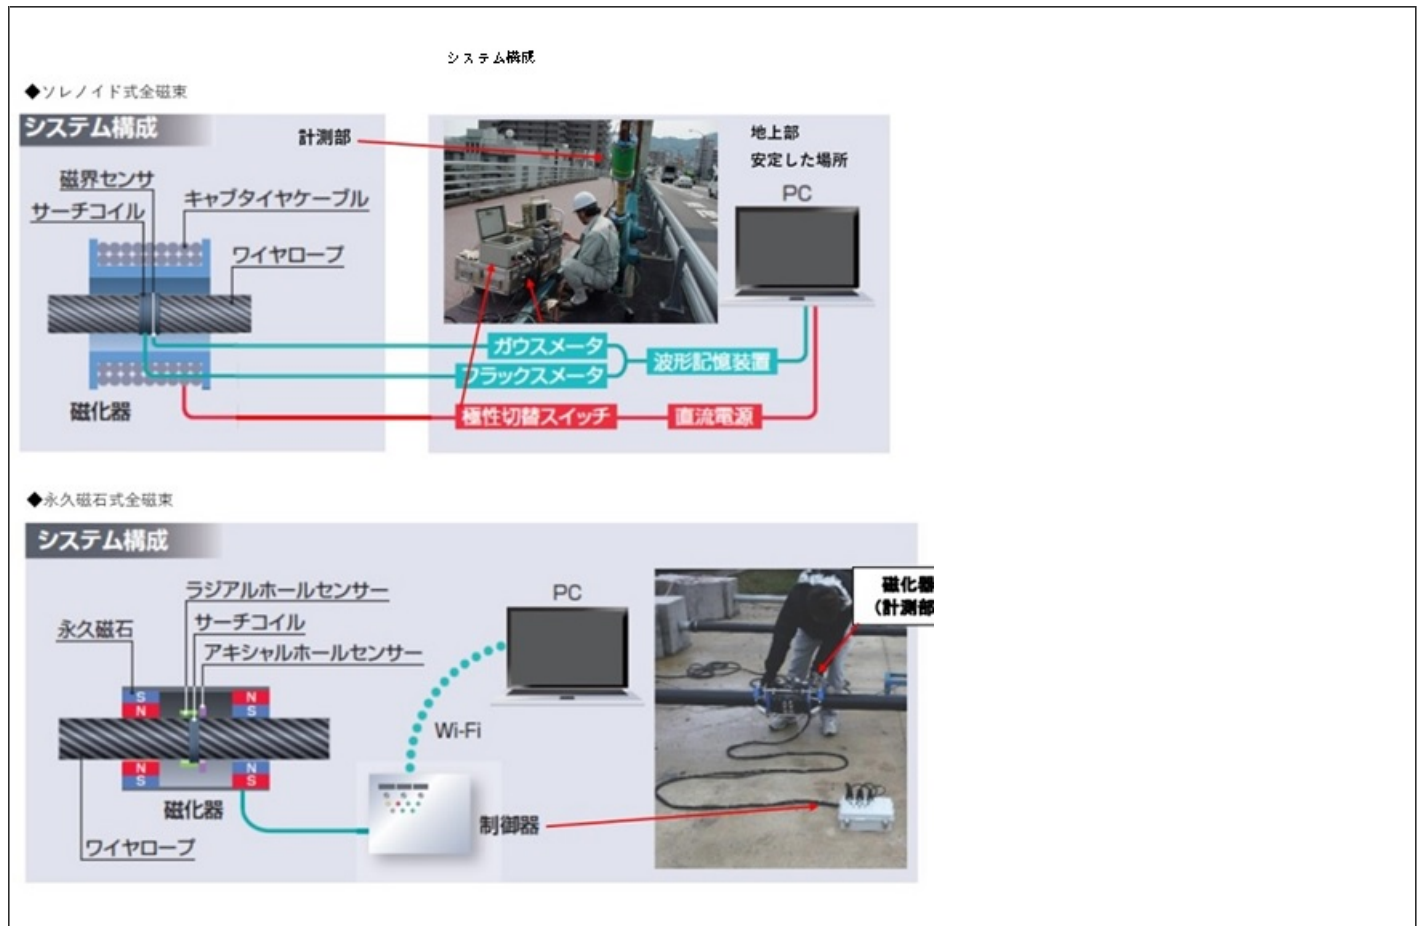 システム構成
◆ソレノイド式全磁束
システム構成
計測部
地上部
安定した場所
PC
磁界センサ
サーチコイル
キャブタイヤケーブル
ワイヤロープ
ガウスメータ
フラックスメータ
波形記憶装置
磁化器
極性切替スイッチ
直流電源
◆永久磁石式全磁束
システム構成
ラジアルホールセンサー
サーチコイル
アキシャルホールセンサー
永久磁石
PC
磁化器
(計測部
S
N
N
S
Wi-Fi
N
N
S
S
磁化器
制御器
ワイヤロープ